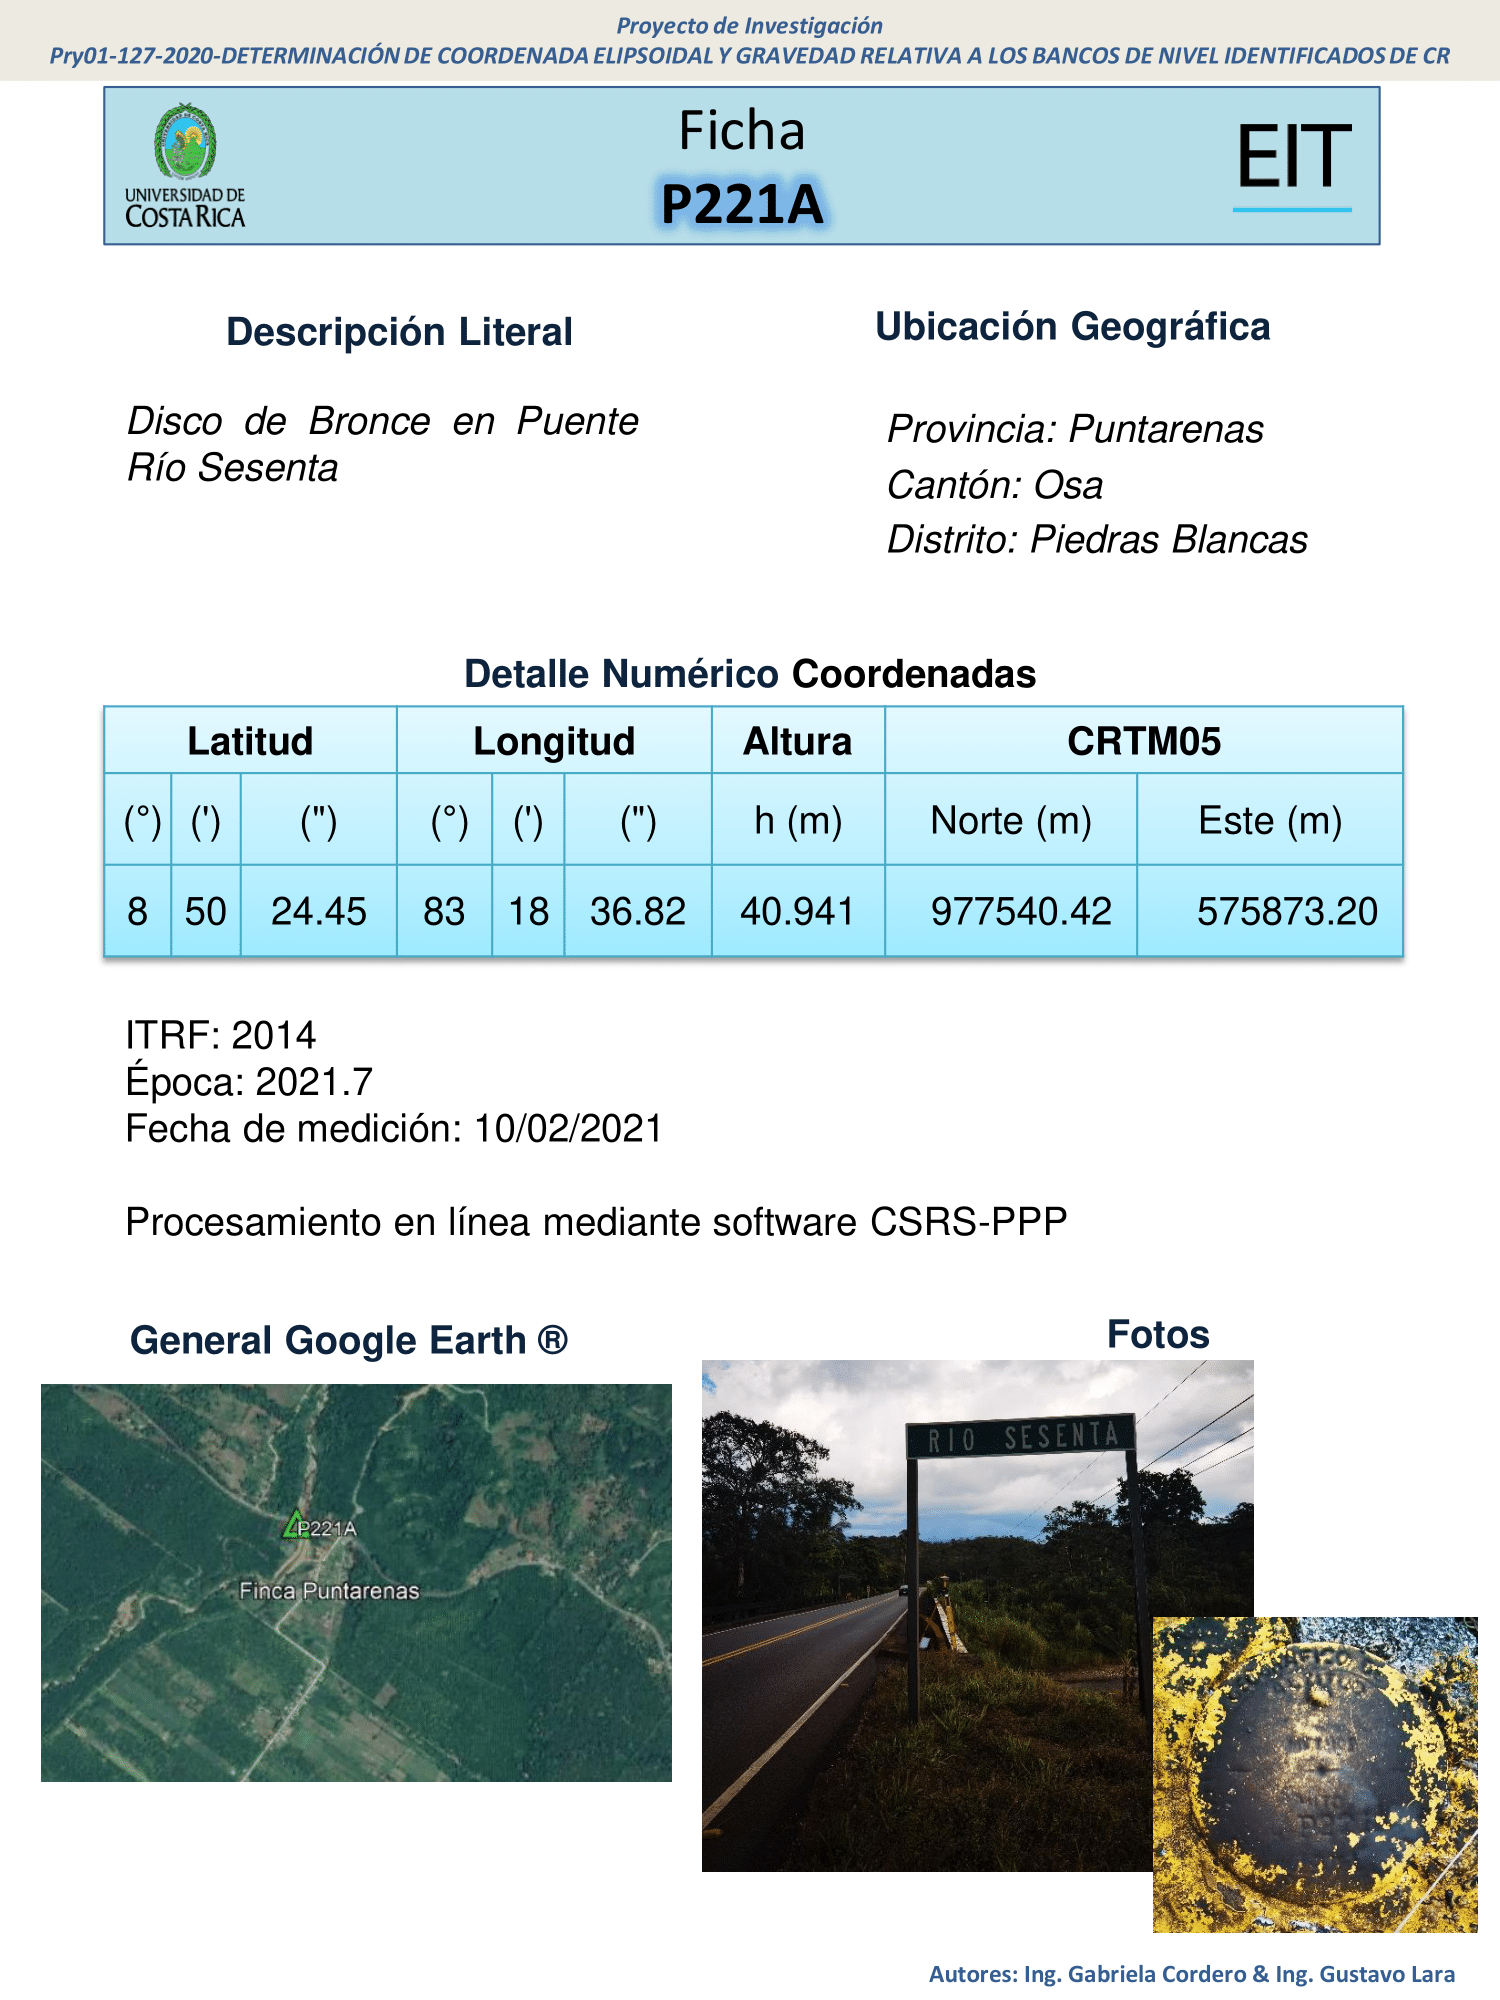 Proyecto de Investigación
Pry01-127-2020-DETERMINACIÓN DE COORDENADA ELIPSOIDAL Y GRAVEDAD RELATIVA A LOS BANCOS DE NIVEL IDENTIFICADOS DE CR
UNIVERSIDAD DE
COSTA RICA
Ficha
P221A
EIT
Descripción Literal
Disco de Bronce en Puente
Río Sesenta
Ubicación Geográfica
Provincia: Puntarenas
Cantón: Osa
Distrito: Piedras Blancas
Detalle Numérico Coordenadas
Latitud Longitud Altura CRTM05
(°) (') (") (°) (') (") h (m) Norte (m) Este (m)
8 50 24.45 83 18 36.82 40.941 977540.42 575873.20
ITRF: 2014
Época: 2021.7
Fecha de medición: 10/02/2021
Procesamiento en línea mediante software CSRS-PPP
General Google Earth ®
P221A
Finca Puntarenas
Fotos
RIO SESENTA
Autores: Ing. Gabriela Cordero & Ing. Gustavo Lara